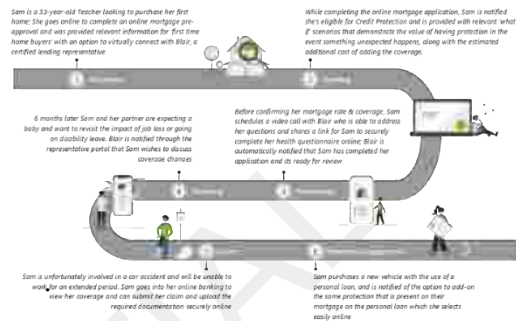 Sam is a 33-year-old Teacher looking to purchase her first
home; She goes online to complete an online mortgage pre-
approval and was provided relevant information for 'first time
home buyers' with an option to virtually connect with Blair, a
certified lending representative
While completing the online mortgage application, Sam is notified
she's eligible for Credit Protection and is provided with relevant 'what
if' scenarios that demonstrate the value of having protection in the
event something unexpected happens, along with the estimated
additional cost of adding the coverage.
6 months later Sam and her partner are expecting a
baby and want to revisit the impact of job loss or going
on disability leave. Blair is notified through the
representative portal that Sam wishes to discuss
coverage changes
Before confirming her mortgage rate & coverage, Sam
schedules a video call with Blair who is able to address
her questions and shares a link for Sam to securely
complete her health questionnaire online; Blair is
automatically notified that Sam has completed her
application and its ready for review
Sam is unfortunately involved in a car accident and will be unable to
work for an extended period. Sam goes into her online banking to
view her coverage and can submit her claim and upload the
required documentation securely online
Sam purchases a new vehicle with the use of a
personal loan, and is notified of the option to add-on
the same protection that is present on their
mortgage on the personal loan which she selects
easily online